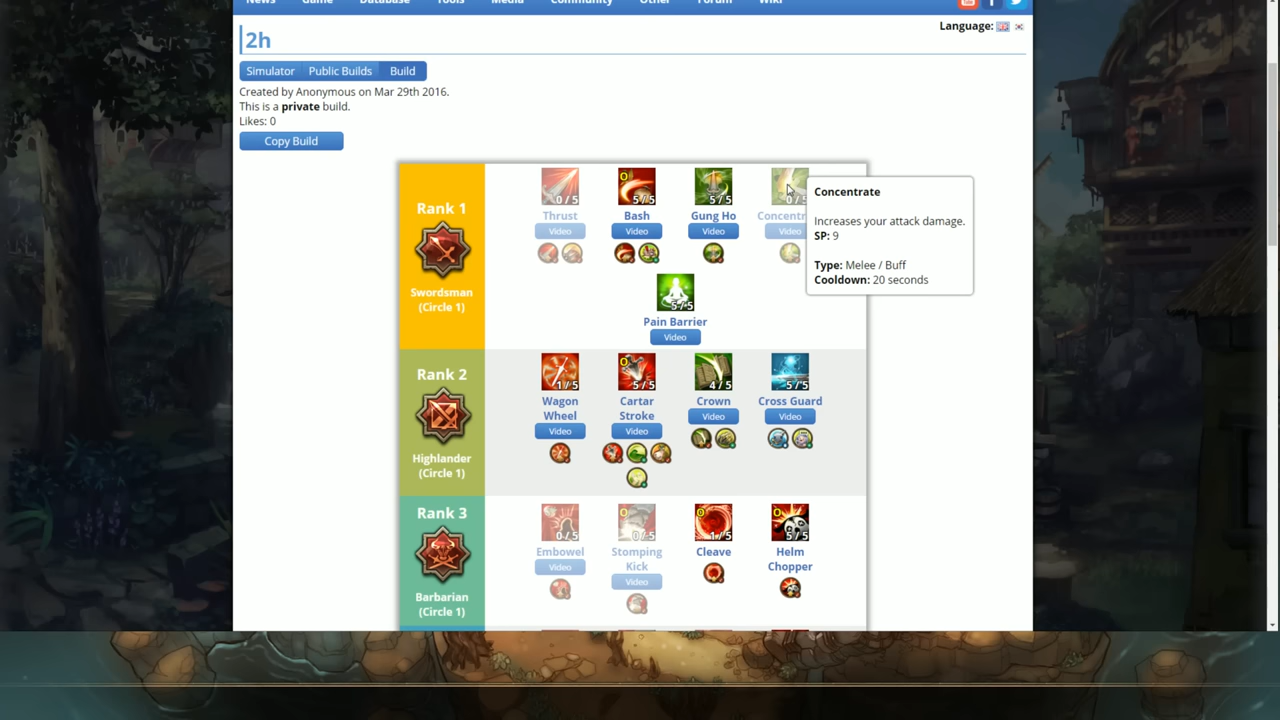 News Game Database Tools Media Community Other Forum Wiki
Language:
2h
Simulator Public Builds Build
Created by Anonymous on Mar 29th 2016.
This is a private build.
Likes: 0
Copy Build
Rank 1
Swordsman
(Circle 1)
0/5 5/5 5/5
Thrust Bash Gung Ho Concentr
Video Video Video Video
5/5
Pain Barrier
Video
Concentrate
Increases your attack damage.
SP: 9
Type: Melee / Buff
Cooldown: 20 seconds
Rank 2
Highlander
(Circle 1)
1/5 5/5 4/5 5/5
Wagon Wheel Cartar Stroke Crown Cross Guard
Video Video Video Video
Rank 3
Barbarian
(Circle 1)
0/5 0/5 1/5 5/5
Embowel Stomping Kick Cleave Helm Chopper
Video Video